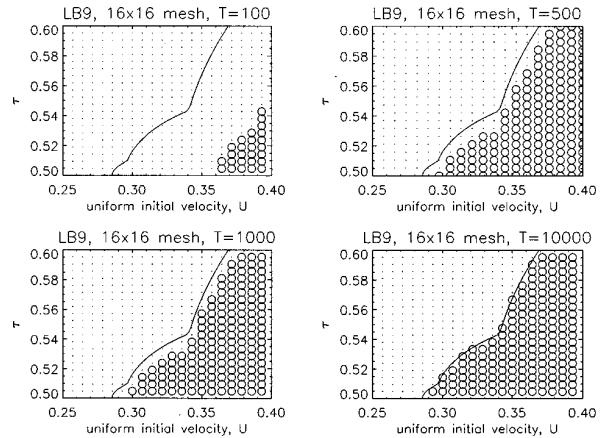 LB9, 16x16 mesh, T=100
0.60
0.58
0.56
τ
0.54
0.52
0.50
0.25 0.30 0.35 0.40
uniform initial velocity, U
LB9, 16x16 mesh, T=500
0.60
0.58
0.56
τ
0.54
0.52
0.50
0.25 0.30 0.35 0.40
uniform initial velocity, U
LB9, 16x16 mesh, T=1000
0.60
0.58
0.56
τ
0.54
0.52
0.50
0.25 0.30 0.35 0.40
uniform initial velocity, U
LB9, 16x16 mesh, T=10000
0.60
0.58
0.56
τ
0.54
0.52
0.50
0.25 0.30 0.35 0.40
uniform initial velocity, U